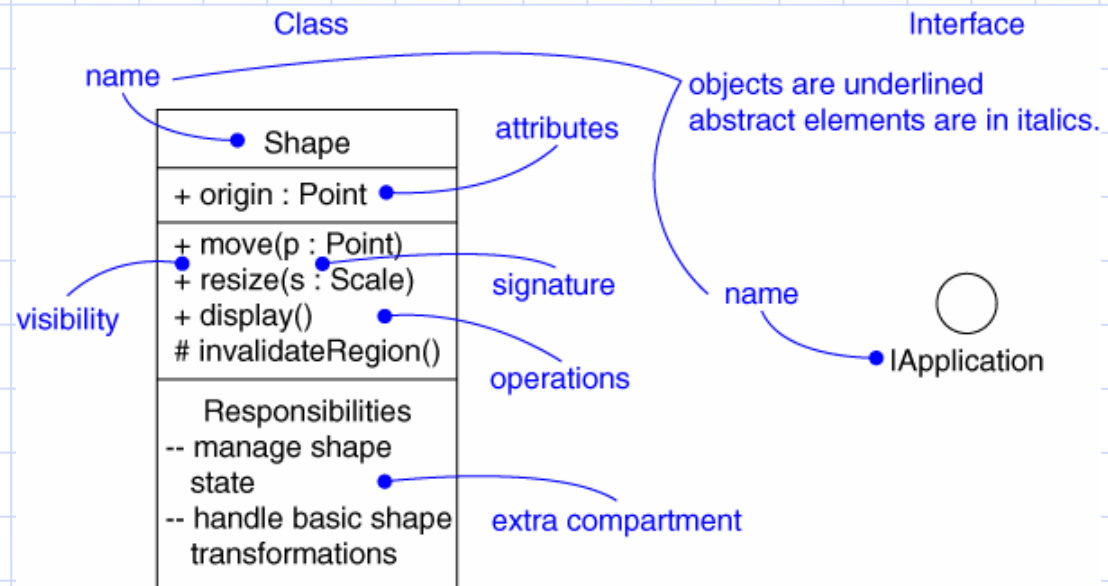 Class
Interface
name
objects are underlined
abstract elements are in italics.
attributes
Shape
+ origin : Point
+ move(p : Point)
+ resize(s : Scale)
+ display()
# invalidateRegion()
signature
name
visibility
operations
IApplication
Responsibilities
-- manage shape
state
-- handle basic shape
transformations
extra compartment